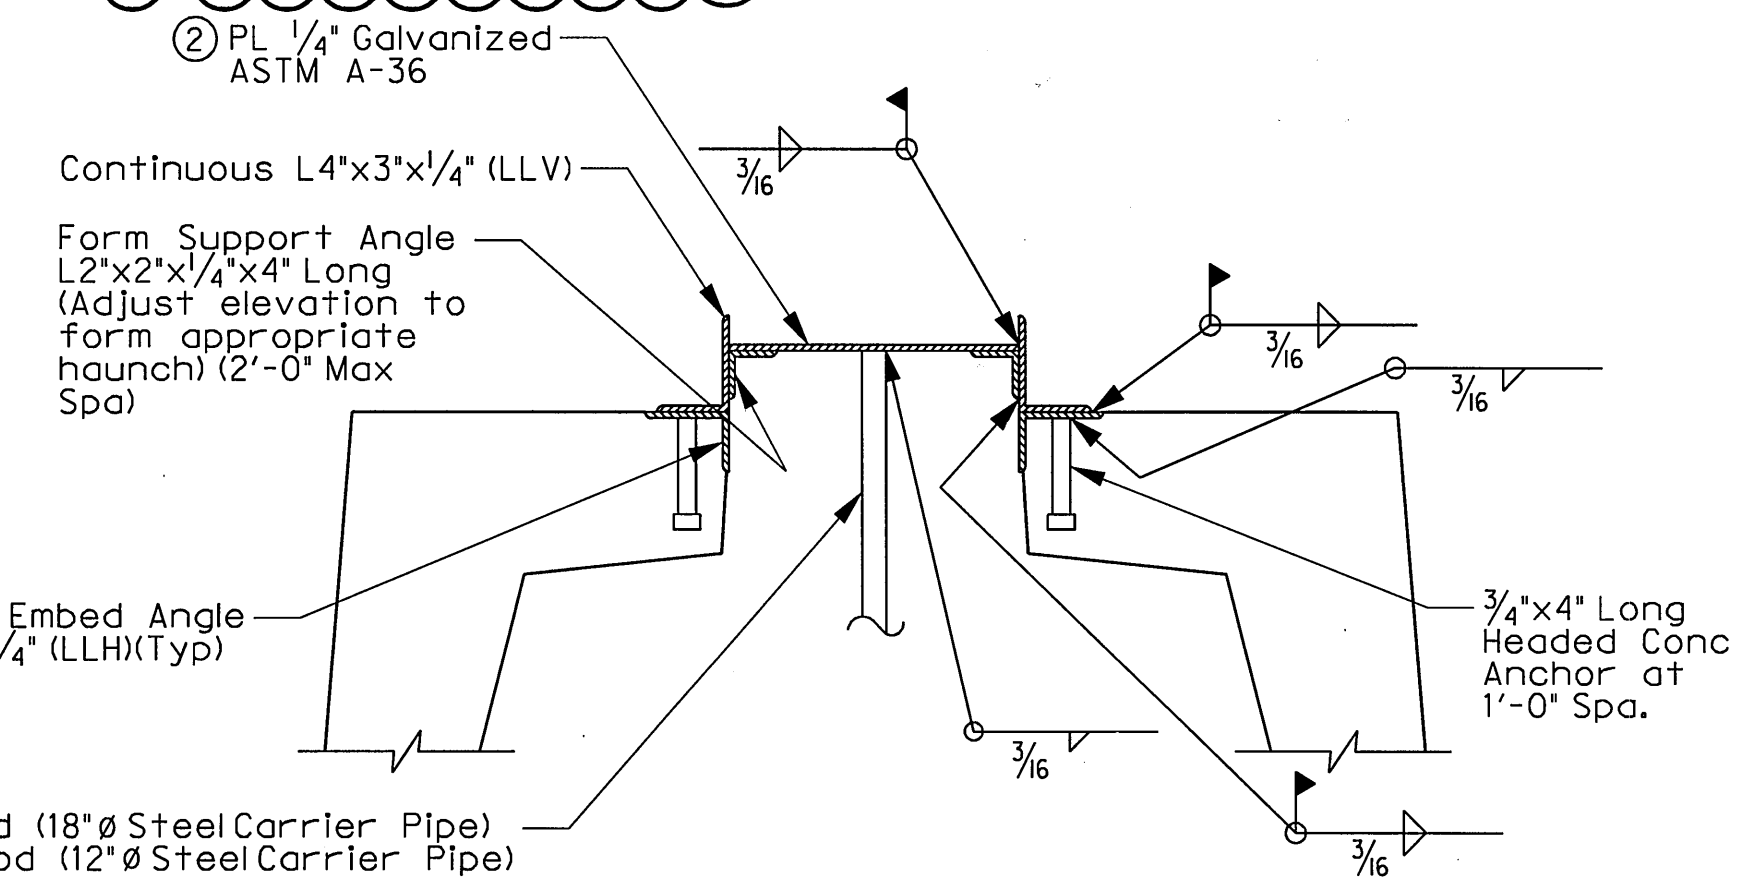 ② PL 1/4" Galvanized
ASTM A-36
Continuous L4"x3"x1/4" (LLV)
Form Support Angle
L2"x2"x1/4"x4" Long
(Adjust elevation to
form appropriate
haunch) (2'-0" Max
Spa)
Embed Angle
/4" (LLH)(Typ)
(18"ø Steel Carrier Pipe)
(12"ø Steel Carrier Pipe)
3/16
3/16
3/16
3/16
3/16
3/4"x4" Long
Headed Conc
Anchor at
1'-0" Spa.